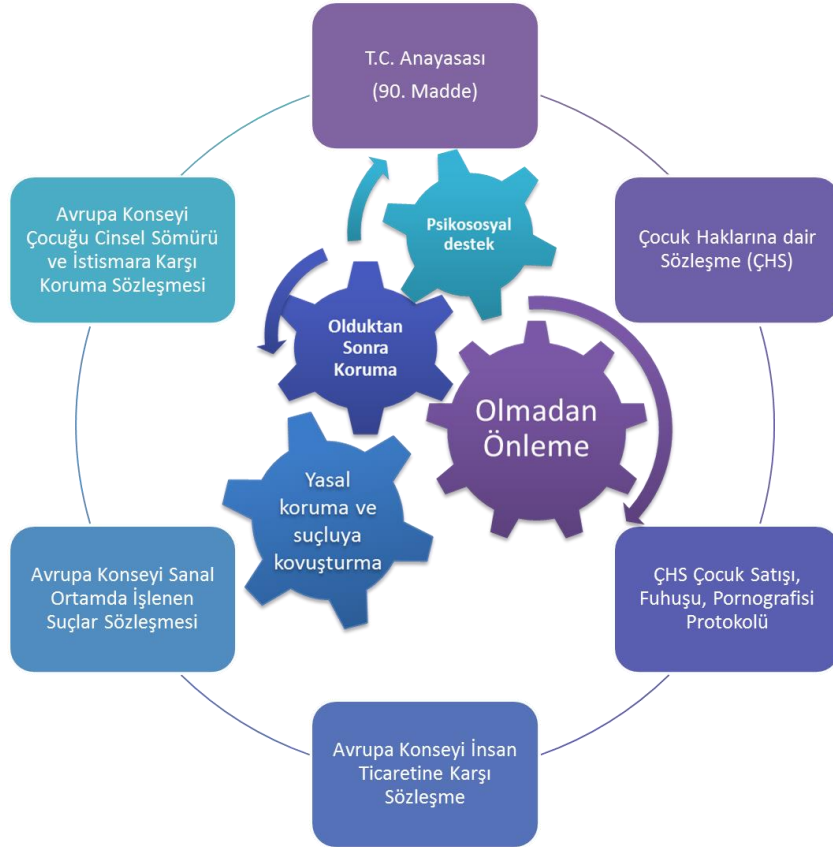 T.C. Anayasası
(90. Madde)
Avrupa Konseyi
Çocuğu Cinsel Sömürü
ve İstismara Karşı
Koruma Sözleşmesi
Psikososyal
destek
Çocuk Haklarına dair
Sözleşme (ÇHS)
Olduktan
Sonra
Koruma
Olmadan
Önleme
Yasal
koruma ve
suçluya
kovuşturma
Avrupa Konseyi Sanal
Ortamda İşlenen
Suçlar Sözleşmesi
ÇHS Çocuk Satışı,
Fuhuşu, Pornografisi
Protokolü
Avrupa Konseyi İnsan
Ticaretine Karşı
Sözleşme